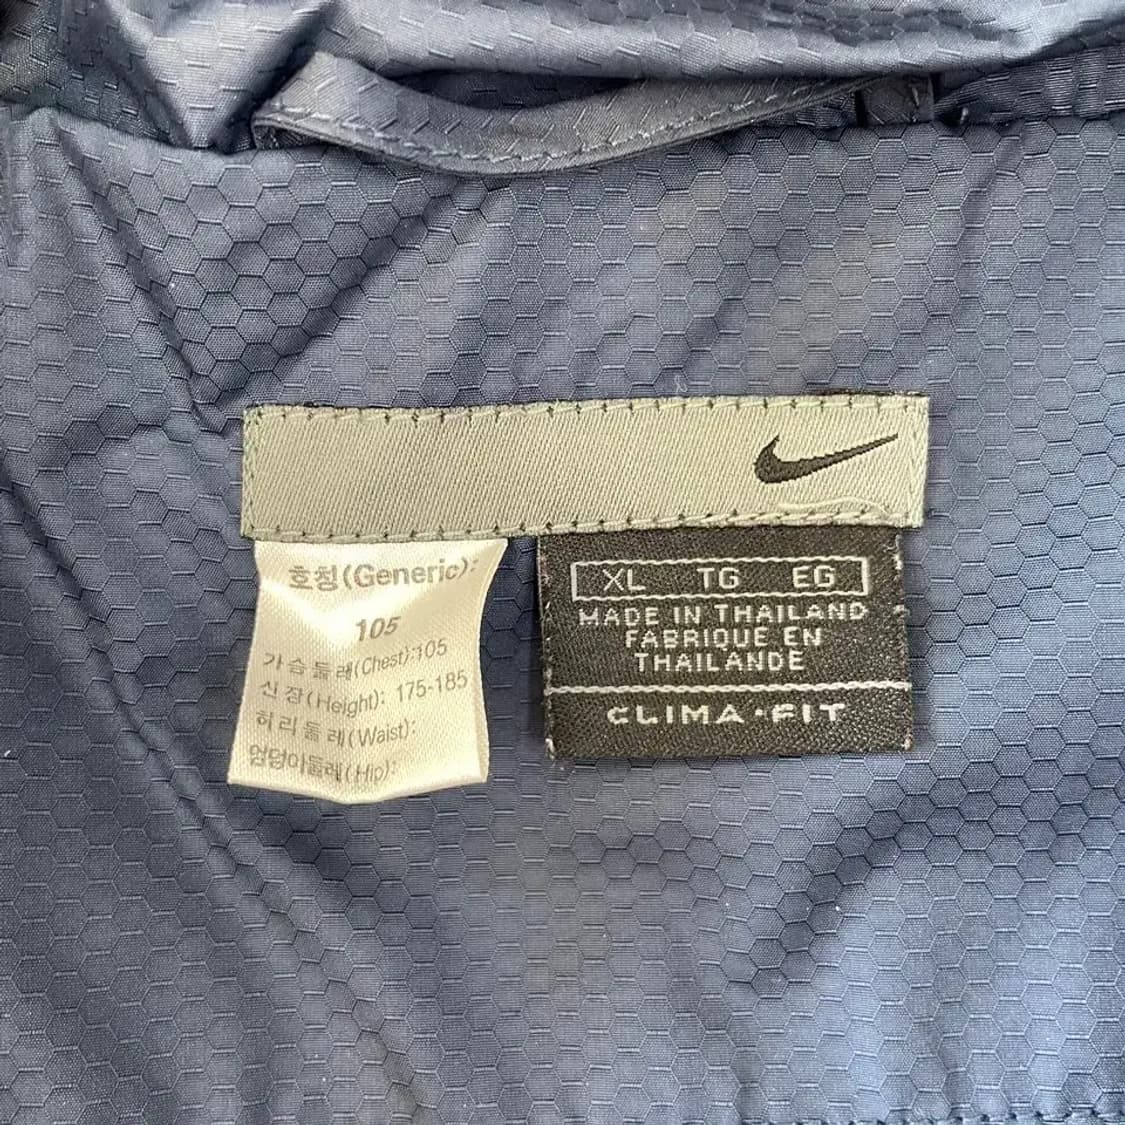 호칭(Generic):
105
가슴둘레(Chest):105
신장(Height): 175-185
허리둘레(Waist):
엉덩이둘레(Hip):
XL TG EG
MADE IN THAILAND
FABRIQUE EN
THAILANDE
CLIMA-FIT